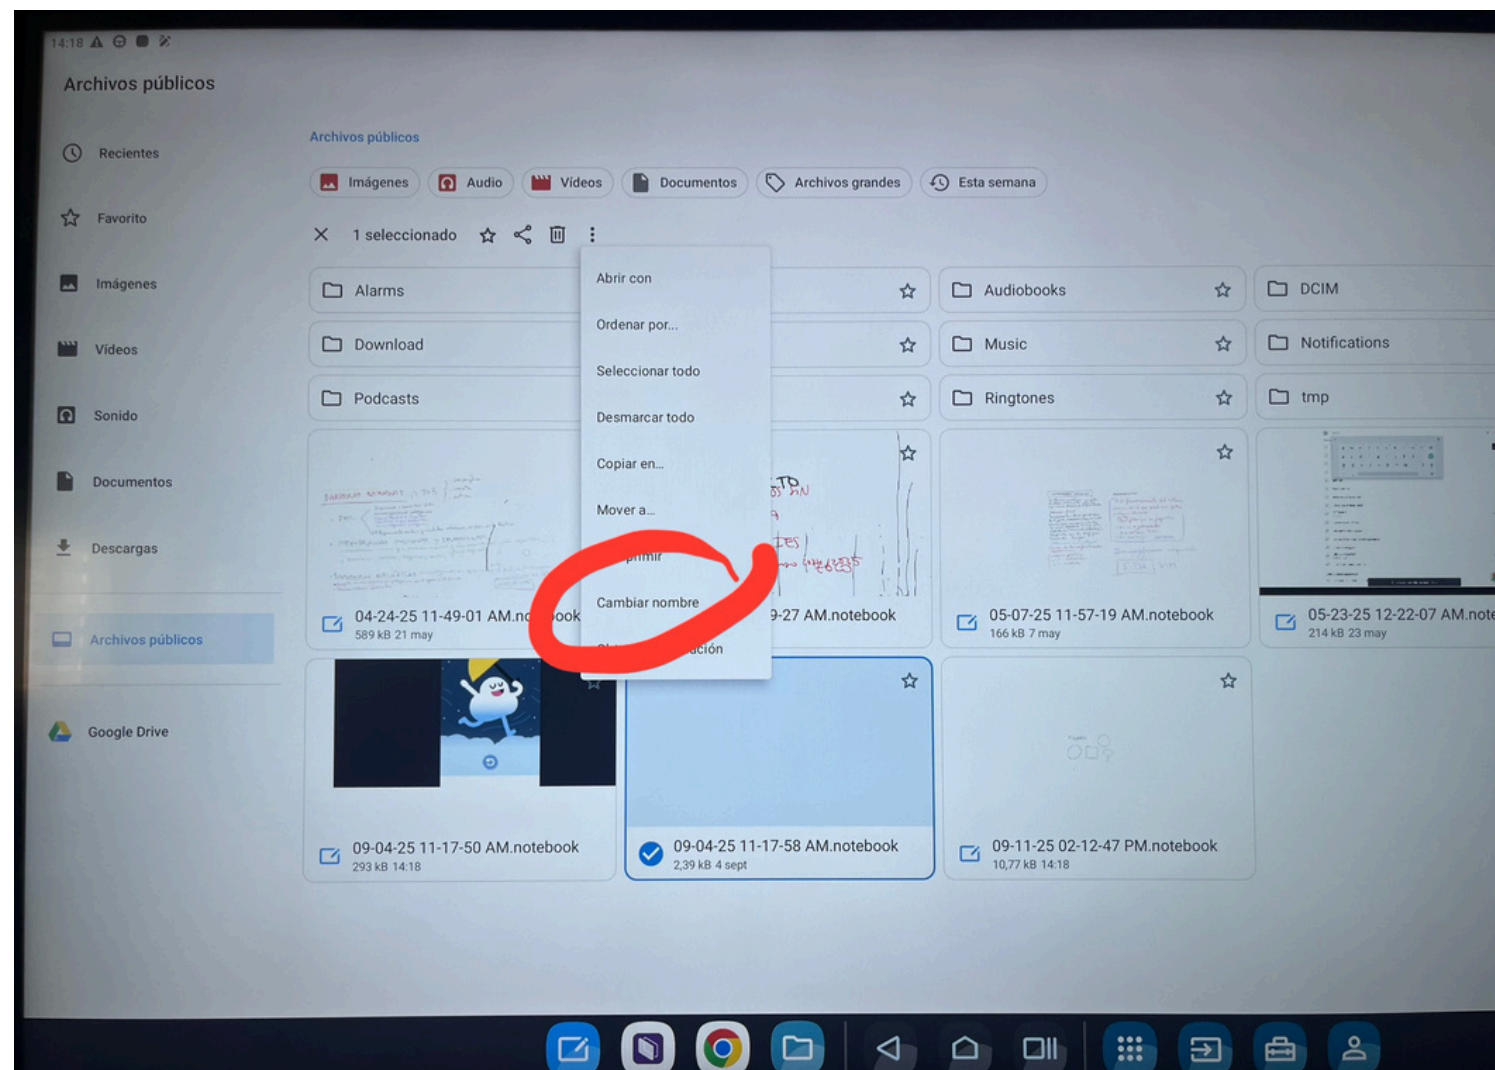 14:18
Archivos públicos
Recientes
Favorito
Imágenes
Vídeos
Sonido
Documentos
Descargas
Archivos públicos
Google Drive
Archivos públicos
Imágenes Audio Vídeos Documentos Archivos grandes Esta semana
1 seleccionado
Abrir con
Ordenar por...
Seleccionar todo
Desmarcar todo
Copiar en...
Mover a...
Cambiar nombre
Alarms Audiobooks DCIM
Download Music Notifications
Podcasts Ringtones tmp
04-24-25 11-49-01 AM.notebook
589 kB 21 may
9-27 AM.notebook
05-07-25 11-57-19 AM.notebook
166 kB 7 may
05-23-25 12-22-07 AM.note
214 kB 23 may
09-04-25 11-17-50 AM.notebook
293 kB 14:18
09-04-25 11-17-58 AM.notebook
2,39 kB 4 sept
09-11-25 02-12-47 PM.notebook
10,77 kB 14:18